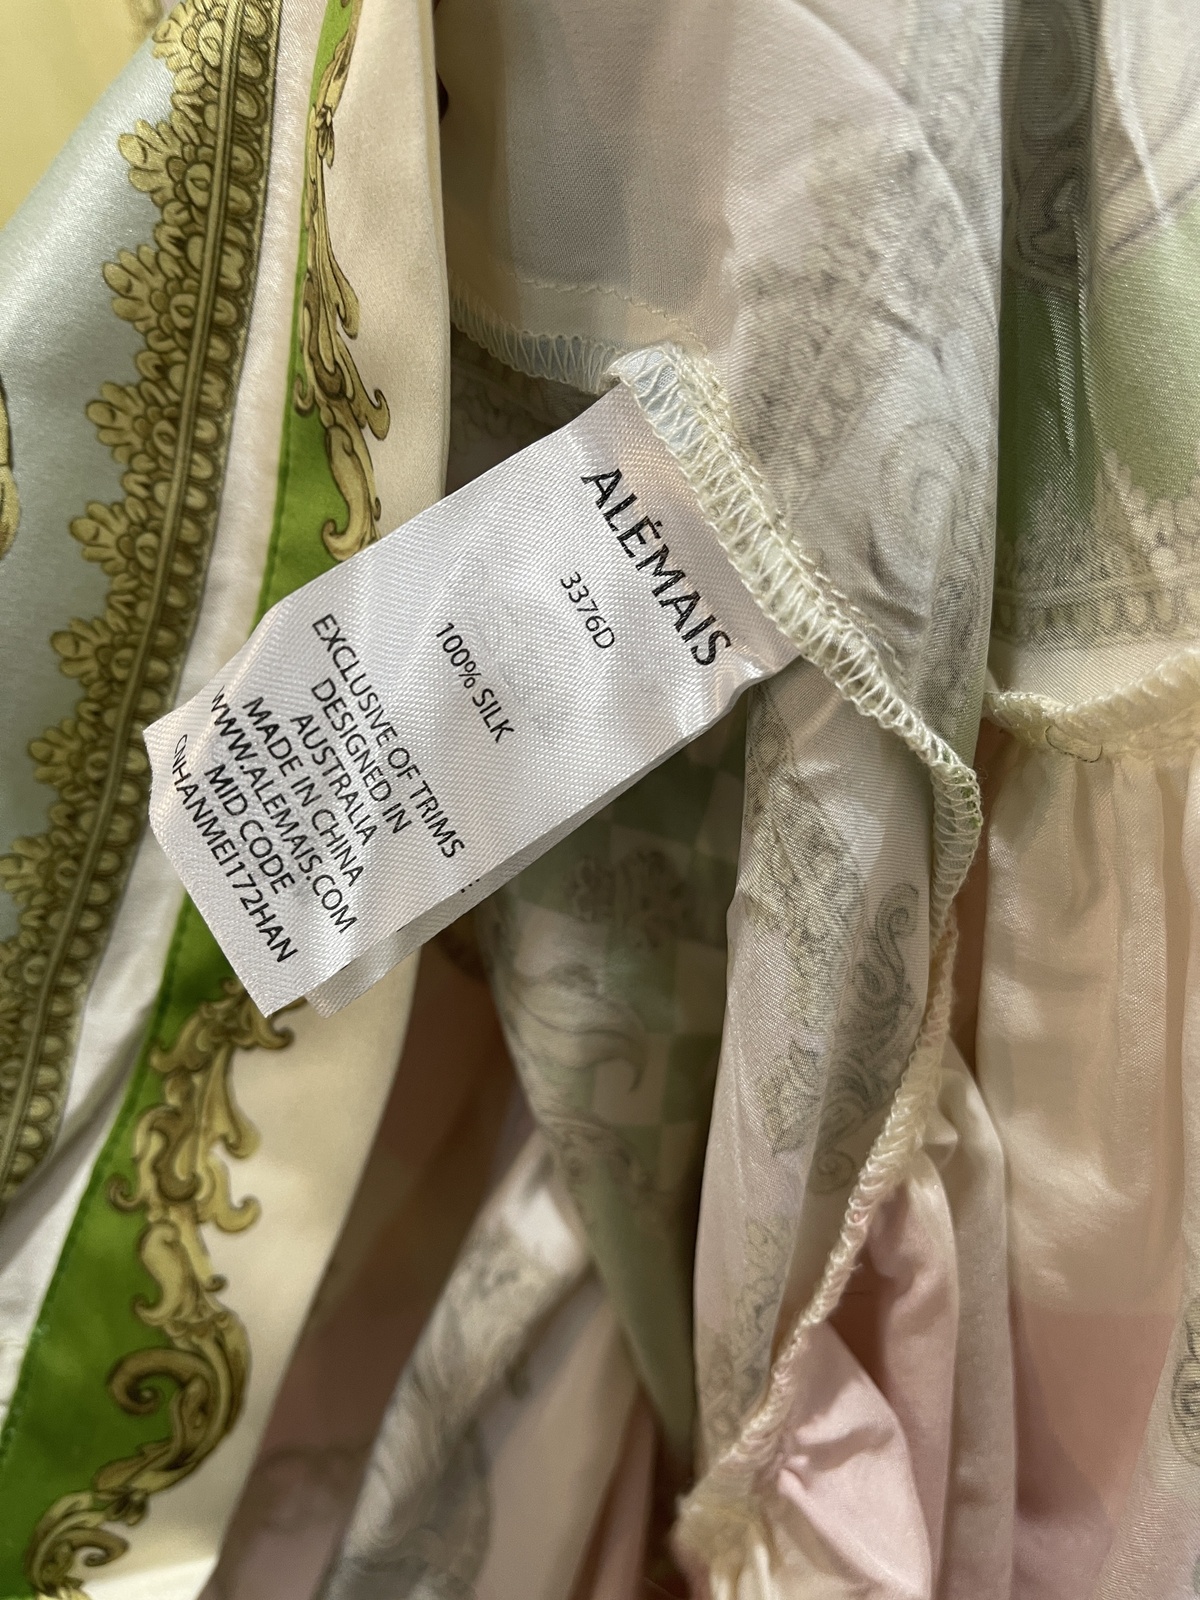 ALÉMAIS
3376D
100% SILK
EXCLUSIVE OF TRIMS
DESIGNED IN
AUSTRALIA
MADE IN CHINA
WWW.ALEMAIS.COM
MID CODE
CNHANMEI172HAN